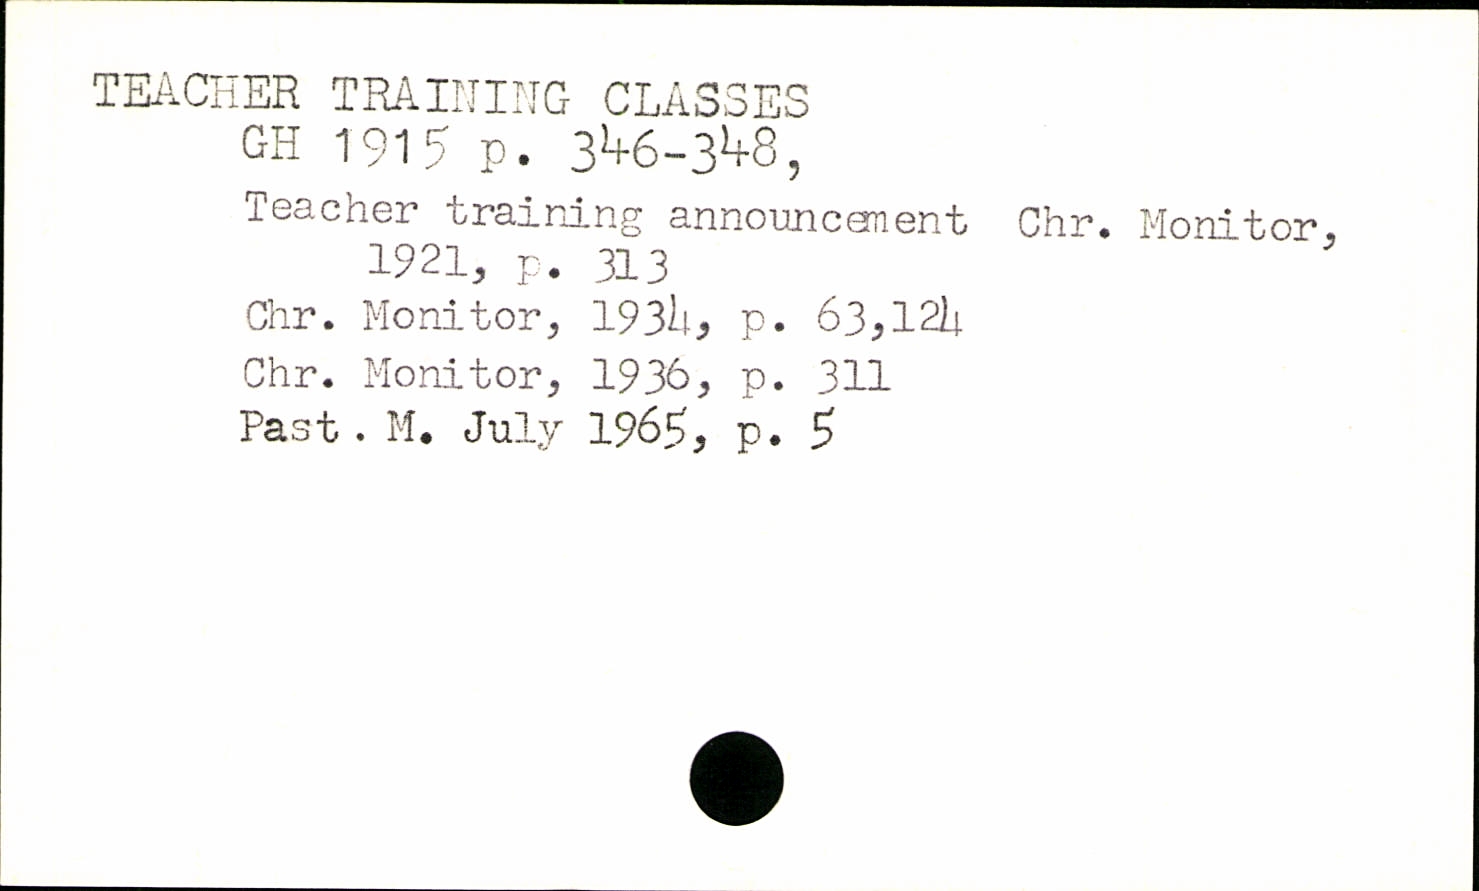 TEACHER TRAINING CLASSES
GH 1915 p. 346-348,
Teacher training announcement Chr. Monitor,
1921, p. 313
Chr. Monitor, 1934, p. 63,124
Chr. Monitor, 1936, p. 311
Past. M. July 1965, p. 5